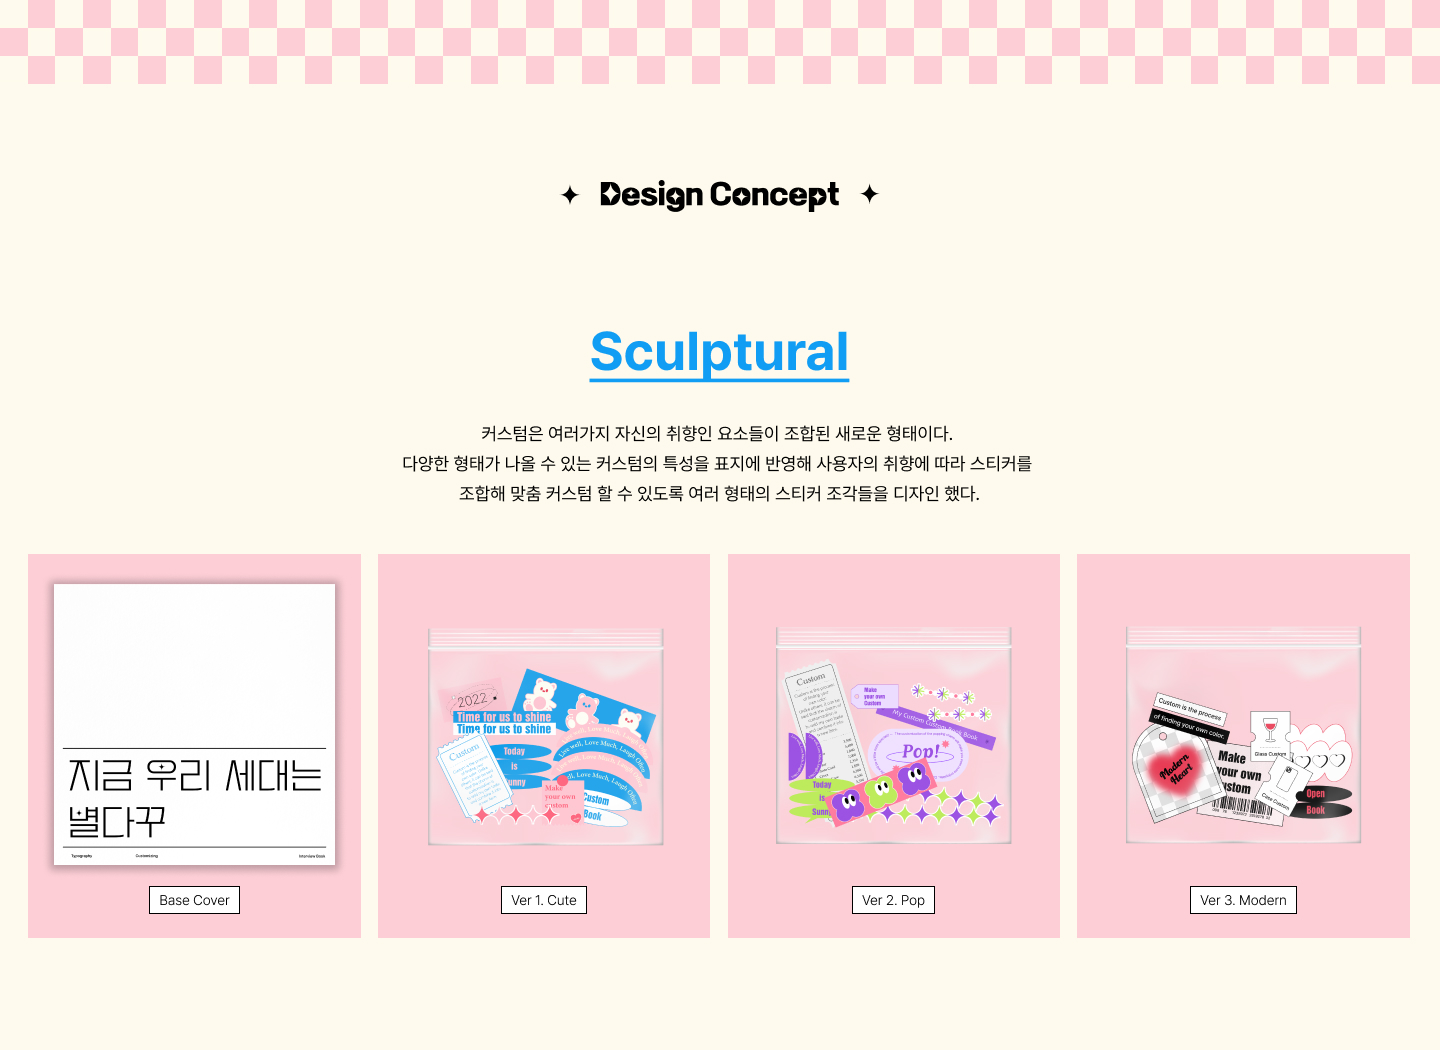 Design Concept
Sculptural
커스텀은 여러가지 자신의 취향인 요소들이 조합된 새로운 형태이다.
다양한 형태가 나올 수 있는 커스텀의 특성을 표지에 반영해 사용자의 취향에 따라 스티커를
조합해 맞춤 커스텀 할 수 있도록 여러 형태의 스티커 조각들을 디자인 했다.
지금 우리 세대는
별다꾸
Typography
Customizing
Interview Book
Base Cover
2022
Time for us to shine
Time for us to shine
Custom
Today
is
Sunny
Live well, Love Much, Laugh Often
Make
your own
custom
Custom
Book
Ver 1. Cute
Custom
Make
your own
Custom
My Custom Custom Book Book
Pop!
Today
is
Sunny
Ver 2. Pop
Custom is the process
of finding your own color.
Modern
Heart
Glass Custom
Make
your own
Custom
Open
Book
Ver 3. Modern